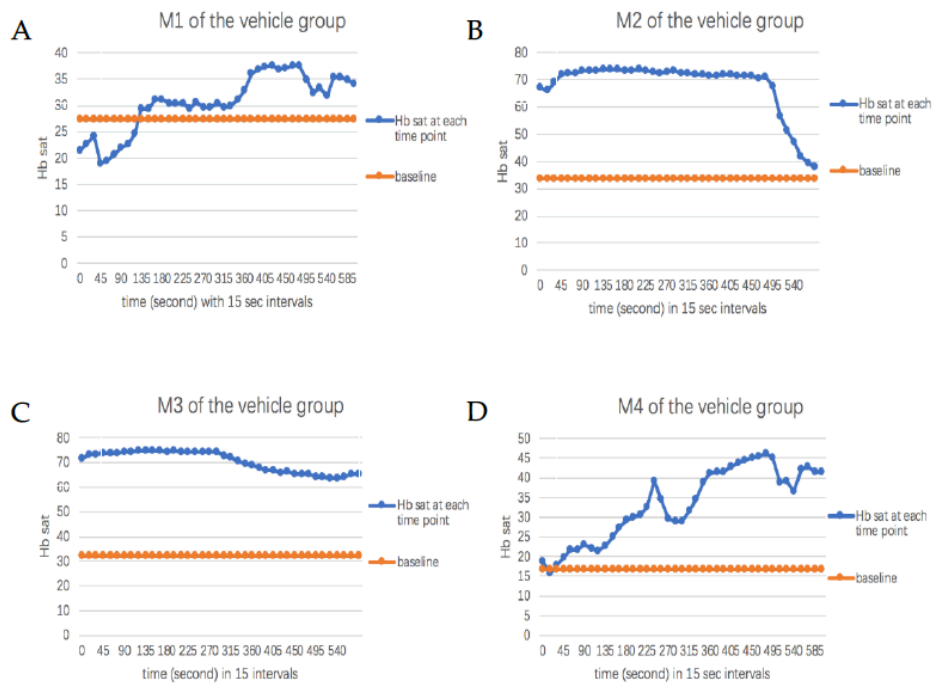 A
M1 of the vehicle group
40
35
30
25
20
15
10
5
0
Hb sat
0 45 90 135 180 225 270 315 360 405 450 495 540 585
time (second) with 15 sec intervals
Hb sat at each
time point
baseline
B
M2 of the vehicle group
80
70
60
50
40
30
20
10
0
Hb sat
0 45 90 135 180 225 270 315 360 405 450 495 540
time (second) in 15 sec intervals
Hb sat at each
time point
baseline
C
M3 of the vehicle group
80
70
60
50
40
30
20
10
0
Hb sat
0 45 90 135 180 225 270 315 360 405 450 495 540
time (second) in 15 intervals
Hb sat at each
time point
baseline
D
M4 of the vehicle group
50
45
40
35
30
25
20
15
10
5
0
Hb sat
0 45 90 135 180 225 270 315 360 405 450 495 540 585
time (second) in 15 sec intervals
Hb sat at each
time point
baseline